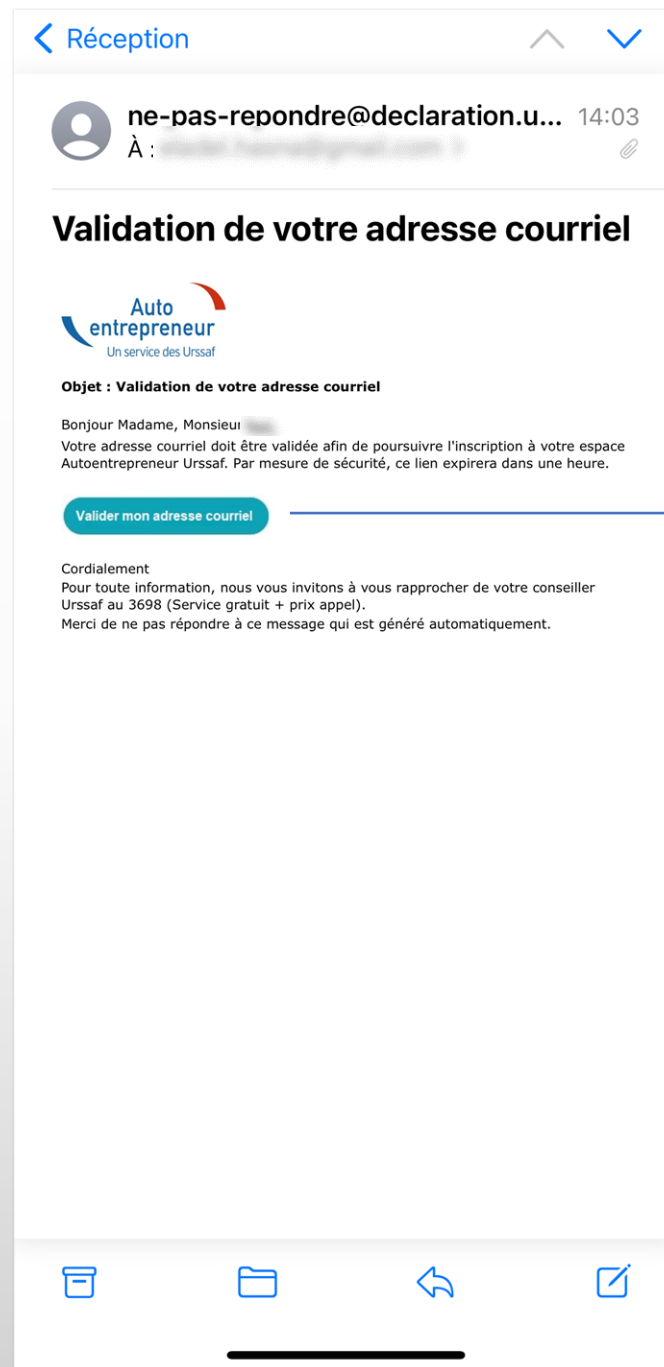 Réception
ne-pas-repondre@declaration.u... 14:03
À :
Validation de votre adresse courriel
Auto
entrepreneur
Un service des Urssaf
Objet : Validation de votre adresse courriel
Bonjour Madame, Monsieur
Votre adresse courriel doit être validée afin de poursuivre l'inscription à votre espace
Autoentrepreneur Urssaf. Par mesure de sécurité, ce lien expirera dans une heure.
Valider mon adresse courriel
Cordialement
Pour toute information, nous vous invitons à vous rapprocher de votre conseiller
Urssaf au 3698 (Service gratuit + prix appel).
Merci de ne pas répondre à ce message qui est généré automatiquement.